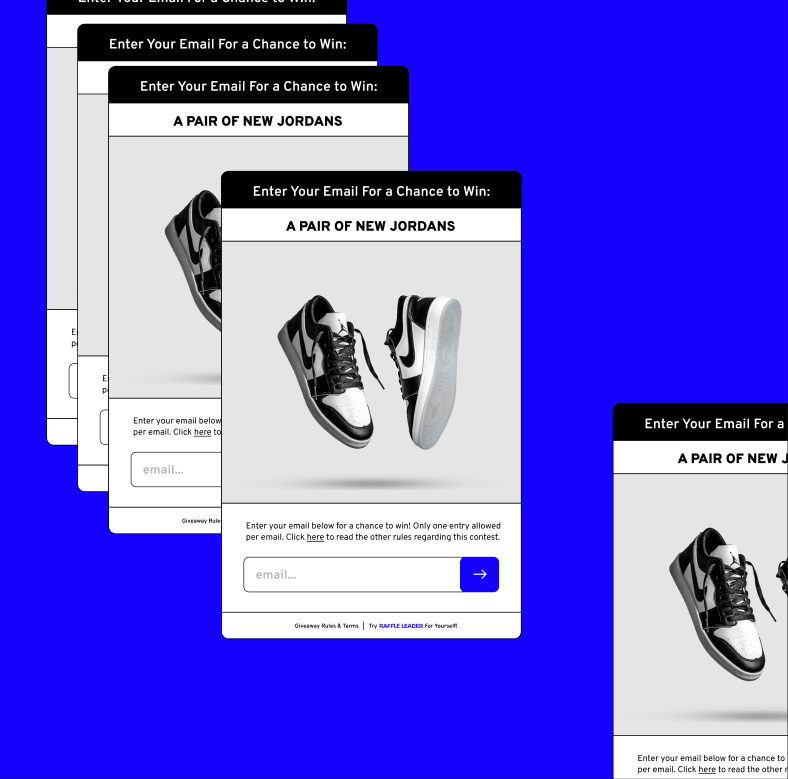 Enter Your Email For a Chance to Win:
Enter Your Email For a Chance to Win:
Enter Your Email For a Chance to Win:
A PAIR OF NEW JORDANS
Enter your email below
per email. Click here to
email...
Giveaway Rules
Enter Your Email For a Chance to Win:
A PAIR OF NEW JORDANS
Enter your email below for a chance to win! Only one entry allowed
per email. Click here to read the other rules regarding this contest.
email...
Giveaway Rules & Terms | Try RAFFLE LEADER For Yourself!
Enter Your Email For a
A PAIR OF NEW J
Enter your email below for a chance to
per email. Click here to read the other r